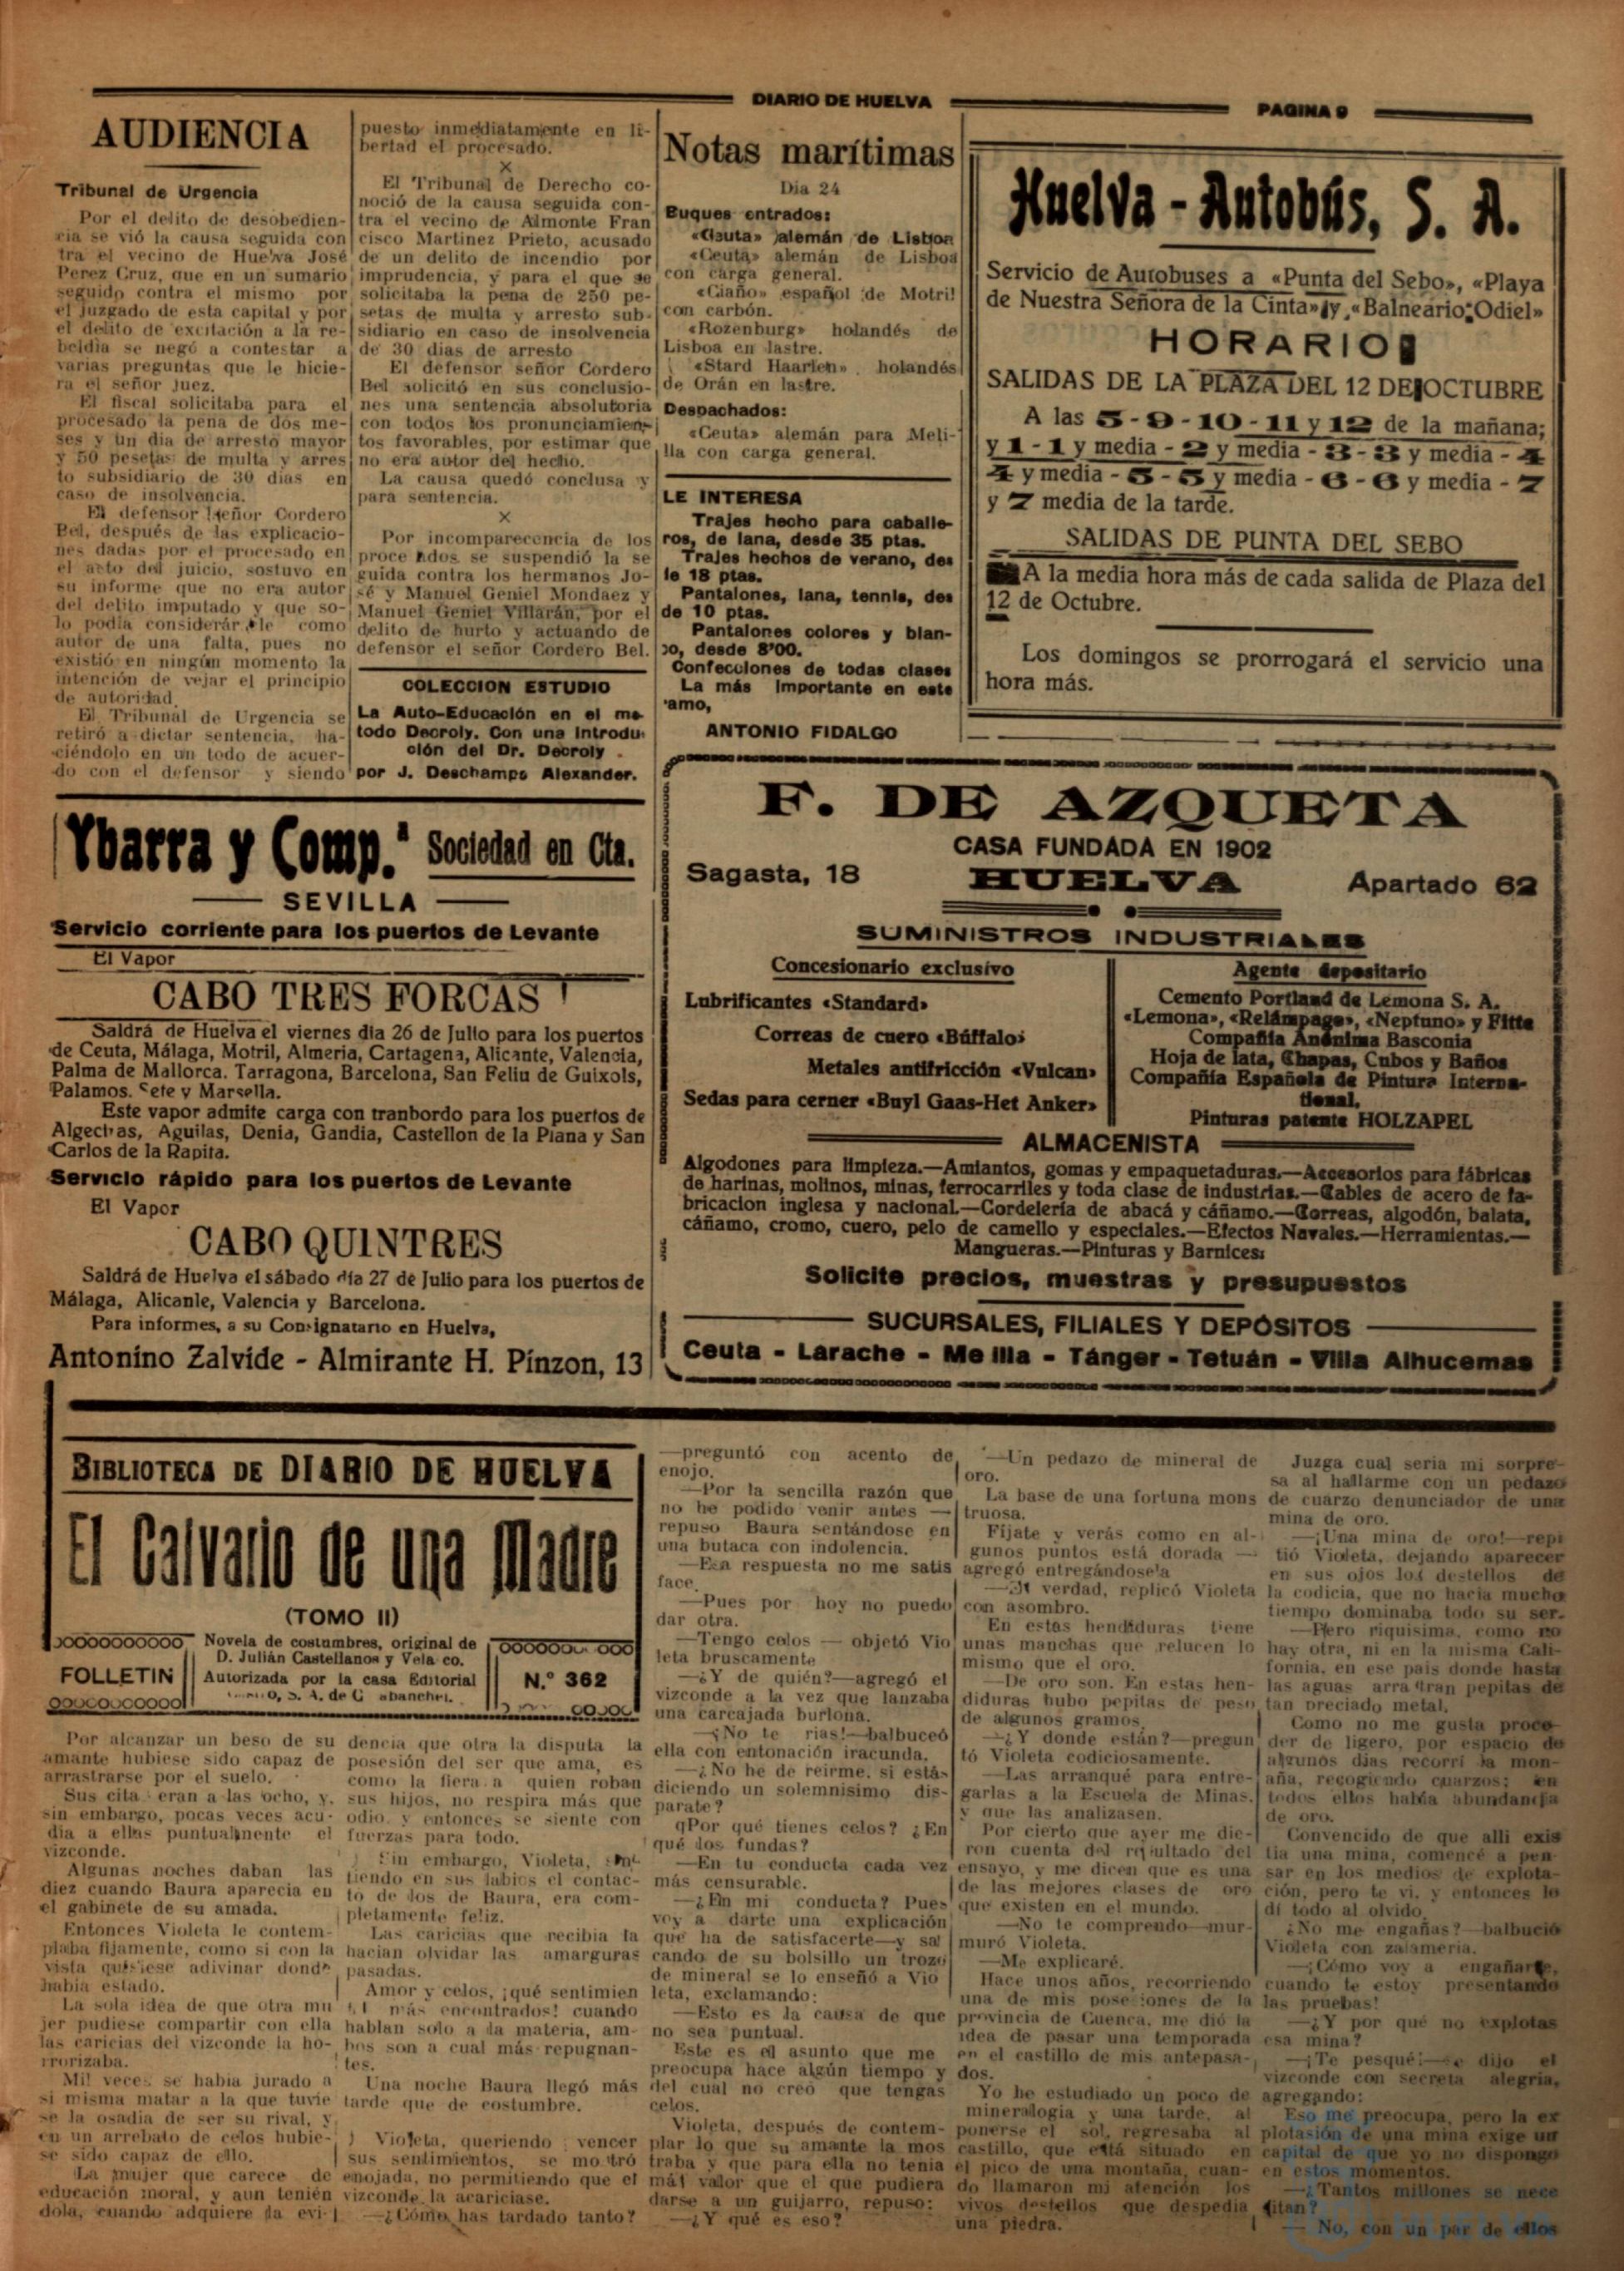 DIARIO DE HUELVA
PAGINA 9
AUDIENCIA
Tribunal de Urgencia
Por el delito de desobedien-
cia se vió la causa seguida con
tra el vecino de Huelva José
Perez Cruz, que en un sumario
seguido contra el mismo por
el juzgado de esta capital y por
el delito de excitación a la re-
beldia se negó a contestar a
varias preguntas que le hicie-
ra el señor juez.
El fiscal solicitaba para el
procesado la pena de dos me-
ses y un dia de arresto mayor
y 50 pesetas de multa y arres
to subsidiario de 30 dias en
caso de insolvencia.
El defensor señor Cordero
Bel, después de las explicacio-
nes dadas por el procesado en
el acto del juicio, sostuvo en
su informe que no era autor
del delito imputado y que so-
lo podía considerársele como
autor de una falta, pues no
existió en ningún momento la
intención de vejar el principio
de autoridad.
El Tribunal de Urgencia se
retiró a dictar sentencia, ha-
ciéndolo en un todo de acuer-
do con el defensor y siendo
puesto inmediatamente en li-
bertad el procesado.
×
El Tribunal de Derecho co-
noció de la causa seguida con-
tra el vecino de Almonte Fran
cisco Martinez Prieto, acusado
de un delito de incendio por
imprudencia, y para el que se
solicitaba la pena de 250 pe-
setas de multa y arresto sub-
sidiario en caso de insolvencia
de 30 dias de arresto
El defensor señor Cordero
Bel solicitó en sus conclusio-
nes una sentencia absolutoria
con todos los pronunciamien-
tos favorables, por estimar que
no era autor del hecho.
La causa quedó conclusa y
para sentencia.
×
Por incomparecencia de los
proce ados se suspendió la se
guida contra los hermanos Jo-
sé y Manuel Geniel Mondaez y
Manuel Geniel Villarán, por el
delito de hurto y actuando de
defensor el señor Cordero Bel.
COLECCION ESTUDIO
La Auto-Educación en el me-
todo Decroly. Con una Introdu-
ción del Dr. Decroly
por J. Deschamps Alexander.
Notas marítimas
Dia 24
Buques entrados:
«Ceuta» alemán de Lisboa
«Ceuta» alemán de Lisboa
con carga general.
«Ciaño» español de Motril
con carbón.
«Rozenburg» holandés de
Lisboa en lastre.
«Stard Haarlen» holandés
de Orán en lastre.
Despachados:
«Ceuta» alemán para Meli-
lla con carga general.
LE INTERESA
Trajes hecho para caballe-
ros, de lana, desde 35 ptas.
Trajes hechos de verano, des
le 18 ptas.
Pantalones, lana, tennis, des
de 10 ptas.
Pantalones colores y blan-
co, desde 8'00.
Confecciones de todas clases
La más importante en este
ramo,
ANTONIO FIDALGO
Huelva - Autobús, S. A.
Servicio de Autobuses a «Punta del Sebo», «Playa
de Nuestra Señora de la Cinta» y «Balneario Odiel»
HORARIO
SALIDAS DE LA PLAZA DEL 12 DE OCTUBRE
A las 5 - 9 - 10 - 11 y 12 de la mañana;
y 1 - 1 y media - 2 y media - 3 - 3 y media - 4
4 y media - 5 - 5 y media - 6 - 6 y media - 7
y 7 media de la tarde.
SALIDAS DE PUNTA DEL SEBO
A la media hora más de cada salida de Plaza del
12 de Octubre.
Los domingos se prorrogará el servicio una
hora más.
Ybarra y Comp.ª Sociedad en Cta.
SEVILLA
Servicio corriente para los puertos de Levante
El Vapor
CABO TRES FORCAS
Saldrá de Huelva el viernes dia 26 de Julio para los puertos
de Ceuta, Málaga, Motril, Almeria, Cartagena, Alicante, Valencia,
Palma de Mallorca. Tarragona, Barcelona, San Feliu de Guixols,
Palamos. Sete y Marsella.
Este vapor admite carga con tranbordo para los puertos de
Algeciras, Aguilas, Denia, Gandia, Castellon de la Plana y San
Carlos de la Rapita.
Servicio rápido para los puertos de Levante
El Vapor
CABO QUINTRES
Saldrá de Huelva el sábado día 27 de Julio para los puertos de
Málaga, Alicante, Valencia y Barcelona.
Para informes, a su Consignatario en Huelva,
Antonino Zalvide - Almirante H. Pinzon, 13
F. DE AZQUETA
CASA FUNDADA EN 1902
Sagasta, 18 HUELVA Apartado 62
SUMINISTROS INDUSTRIALES
Concesionario exclusivo
Lubrificantes «Standard»
Correas de cuero «Búffalo»
Metales antifricción «Vulcan»
Sedas para cerner «Buyl Gaas-Het Anker»
Agente depositario
Cemento Portland de Lemona S. A.
«Lemona», «Relámpago», «Neptuno» y Fitte
Compañía Anónima Basconia
Hoja de lata, Chapas, Cubos y Baños
Compañía Española de Pintura Interna-
tional.
Pinturas patente HOLZAPEL
ALMACENISTA
Algodones para limpieza.—Amiantos, gomas y empaquetaduras.—Accesorios para fábricas
de harinas, molinos, minas, ferrocarriles y toda clase de industrias.—Cables de acero de fa-
bricacion inglesa y nacional.—Cordelería de abacá y cáñamo.—Correas, algodón, balata,
cáñamo, cromo, cuero, pelo de camello y especiales.—Efectos Navales.—Herramientas.—
Mangueras.—Pinturas y Barnices.
Solicite precios, muestras y presupuestos
SUCURSALES, FILIALES Y DEPÓSITOS
Ceuta - Larache - Melilla - Tánger - Tetuán - Villa Alhucemas
BIBLIOTECA DE DIARIO DE HUELVA
El Calvario de una Madre
(TOMO II)
FOLLETIN
Novela de costumbres, original de
D. Julián Castellanos y Vela co.
Autorizada por la casa Editorial
S. A. de C abanchel.
N.º 362
Por alcanzar un beso de su
amante hubiese sido capaz de
arrastrarse por el suelo.
Sus cita eran a las ocho, y,
sin embargo, pocas veces acu-
dia a ellas puntualmente el
vizconde.
Algunas noches daban las
diez cuando Baura aparecia en
el gabinete de su amada.
Entonces Violeta le contem-
plaba fijamente, como si con la
vista quisiese adivinar donde
había estado.
La sola idea de que otra mu
jer pudiese compartir con ella
las caricias del vizconde la ho-
rrorizaba.
Mil veces se habia jurado a
si misma matar a la que tuvie
se la osadia de ser su rival, y
en un arrebato de celos hubie-
se sido capaz de ello.
La mujer que carece de
educación moral, y aun tenién
dola, cuando adquiere la evi-
dencia que otra la disputa la
posesión del ser que ama, es
como la fiera a quien roban
sus hijos, no respira más que
odio, y entonces se siente con
fuerzas para todo.
Sin embargo, Violeta, sin-
tiendo en sus labios el contac-
to de los de Baura, era com-
pletamente feliz.
Las caricias que recibia la
hacian olvidar las amarguras
pasadas.
Amor y celos, ¡qué sentimien
más encontrados! cuando
hablan solo a la materia, am-
bos son a cual más repugnan-
tes.
Una noche Baura llegó más
tarde que de costumbre.
Violeta, queriendo vencer
sus sentimientos, se mostró
enojada, no permitiendo que el
vizconde la acariciase.
—¿Cómo has tardado tanto?
—preguntó con acento de
enojo.
—Por la sencilla razón que
no he podido venir antes —
repuso Baura sentándose en
una butaca con indolencia.
—Esa respuesta no me satis
face.
—Pues por hoy no puedo
dar otra.
—Tengo celos — objetó Vio
leta bruscamente
—¿Y de quién?—agregó el
vizconde a la vez que lanzaba
una carcajada burlona.
—¡No te rias!—balbuceó
ella con entonación iracunda.
—¿No he de reirme, si estás
diciendo un solemnisimo dis-
parate?
¿Por qué tienes celos? ¿En
qué los fundas?
—En tu conducta cada vez
más censurable.
—¿En mi conducta? Pues
voy a darte una explicación
que ha de satisfacerte—y sa
cando de su bolsillo un trozo
de mineral se lo enseñó a Vio
leta, exclamando:
—Esto es la causa de que
no sea puntual.
Este es el asunto que me
preocupa hace algún tiempo y
del cual no creo que tengas
celos.
Violeta, después de contem-
plar lo que su amante la mos
traba y que para ella no tenia
más valor que el que pudiera
darse a un guijarro, repuso:
—¿Y qué es eso?
—Un pedazo de mineral de
oro.
La base de una fortuna mons
truosa.
Fíjate y verás como en al-
gunos puntos está dorada —
agregó entregándosela
—Es verdad, replicó Violeta
con asombro.
En estas hendiduras tiene
unas manchas que relucen lo
mismo que el oro.
—De oro son. En estas hen-
diduras hubo pepitas de peso
de algunos gramos.
—¿Y donde están?—pregun
tó Violeta codiciosamente.
—Las arranqué para entre-
garlas a la Escuela de Minas,
y que las analizasen.
Por cierto que ayer me die-
ron cuenta del resultado del
ensayo, y me dicen que es una
de las mejores clases de oro
que existen en el mundo.
—No te comprendo—mur-
muró Violeta.
—Me explicaré.
Hace unos años, recorriendo
una de mis posesiones de la
provincia de Cuenca, me dió la
idea de pasar una temporada
en el castillo de mis antepasa-
dos.
Yo he estudiado un poco de
mineralogia y una tarde, al
ponerse el sol, regresaba al
castillo, que está situado en
el pico de una montaña, cuan-
do llamaron mi atención los
vivos destellos que despedia
una piedra.
Juzga cual seria mi sorpre-
sa al hallarme con un pedazo
de cuarzo denunciador de una
mina de oro.
—¡Una mina de oro!—repi
tió Violeta, dejando aparecer
en sus ojos los destellos de
la codicia, que no hacía mucho
tiempo dominaba todo su ser.
—Pero riquisima, como no
hay otra, ni en la misma Cali-
fornia, en ese pais donde hasta
las aguas arrastran pepitas de
tan preciado metal.
Como no me gusta proce-
der de ligero, por espacio de
algunos dias recorrí la mon-
aña, recogiendo cuarzos; en
todos ellos había abundancia
de oro.
Convencido de que alli exis
tia una mina, comencé a pen-
sar en los medios de explota-
ción, pero te vi, y entonces lo
dí todo al olvido.
¿No me engañas?—balbució
Violeta con zalameria.
—¡Cómo voy a engañarte,
cuando te estoy presentando
las pruebas!
—¿Y por qué no explotas
esa mina?
—¡Te pesqué!—se dijo el
vizconde con secreta alegria,
agregando:
Eso me preocupa, pero la ex
plotasión de una mina exige un
capital de que yo no dispongo
en estos momentos.
—¿Tantos millones se nece
sitan?
— No, con un par de ellos